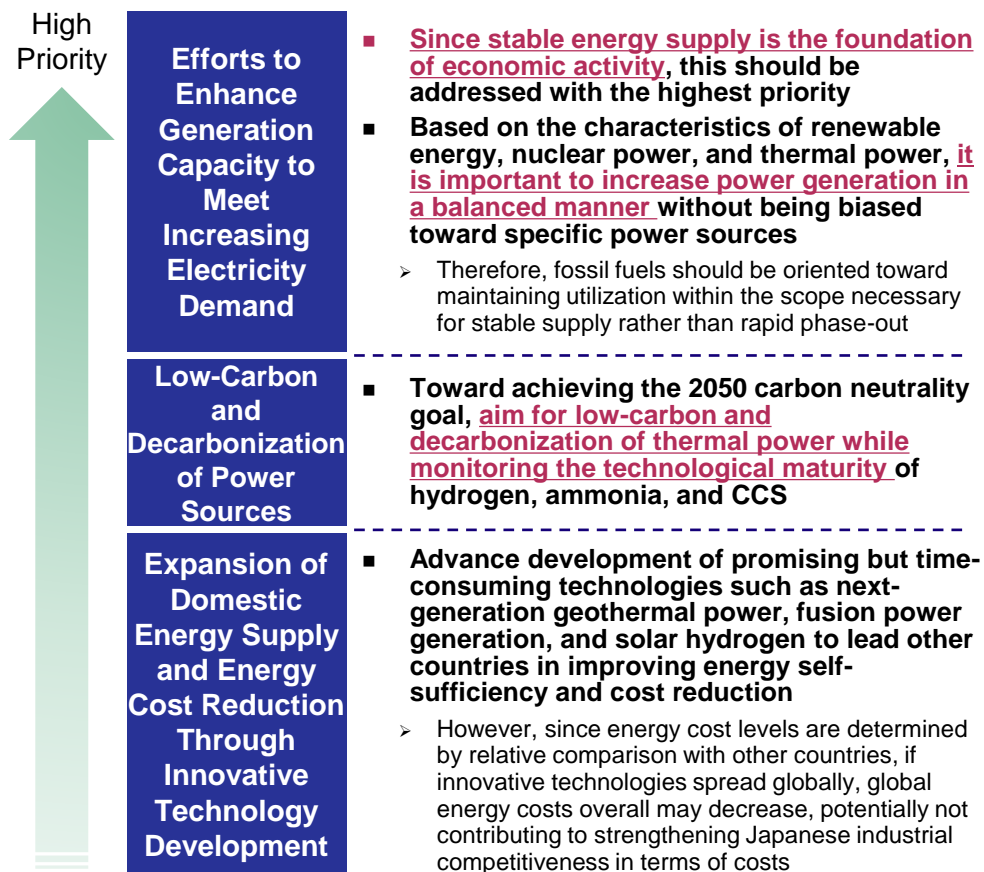 High
Priority
Efforts to
Enhance
Generation
Capacity to
Meet
Increasing
Electricity
Demand
■ Since stable energy supply is the foundation
of economic activity, this should be
addressed with the highest priority
■ Based on the characteristics of renewable
energy, nuclear power, and thermal power, it
is important to increase power generation in
a balanced manner without being biased
toward specific power sources
➢ Therefore, fossil fuels should be oriented toward
maintaining utilization within the scope necessary
for stable supply rather than rapid phase-out
Low-Carbon
and
Decarbonization
of Power
Sources
■ Toward achieving the 2050 carbon neutrality
goal, aim for low-carbon and
decarbonization of thermal power while
monitoring the technological maturity of
hydrogen, ammonia, and CCS
Expansion of
Domestic
Energy Supply
and Energy
Cost Reduction
Through
Innovative
Technology
Development
■ Advance development of promising but time-
consuming technologies such as next-
generation geothermal power, fusion power
generation, and solar hydrogen to lead other
countries in improving energy self-
sufficiency and cost reduction
➢ However, since energy cost levels are determined
by relative comparison with other countries, if
innovative technologies spread globally, global
energy costs overall may decrease, potentially not
contributing to strengthening Japanese industrial
competitiveness in terms of costs